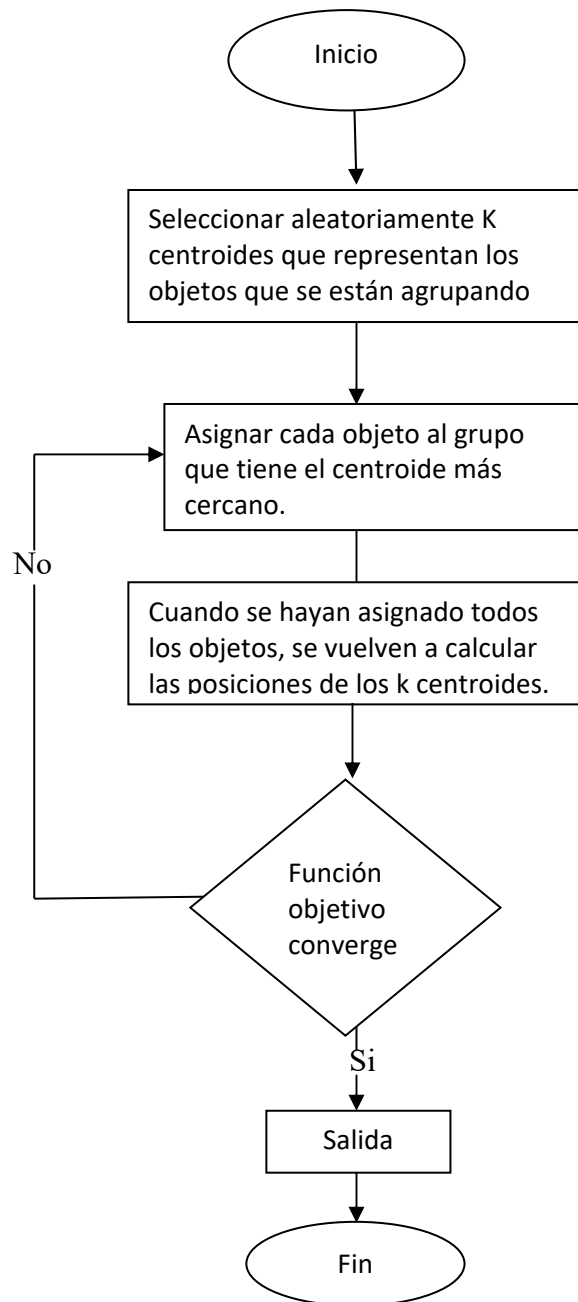 Inicio
Seleccionar aleatoriamente K
centroides que representan los
objetos que se están agrupando
Asignar cada objeto al grupo
que tiene el centroide más
cercano.
No
Cuando se hayan asignado todos
los objetos, se vuelven a calcular
las posiciones de los k centroides.
Función
objetivo
converge
Si
Salida
Fin